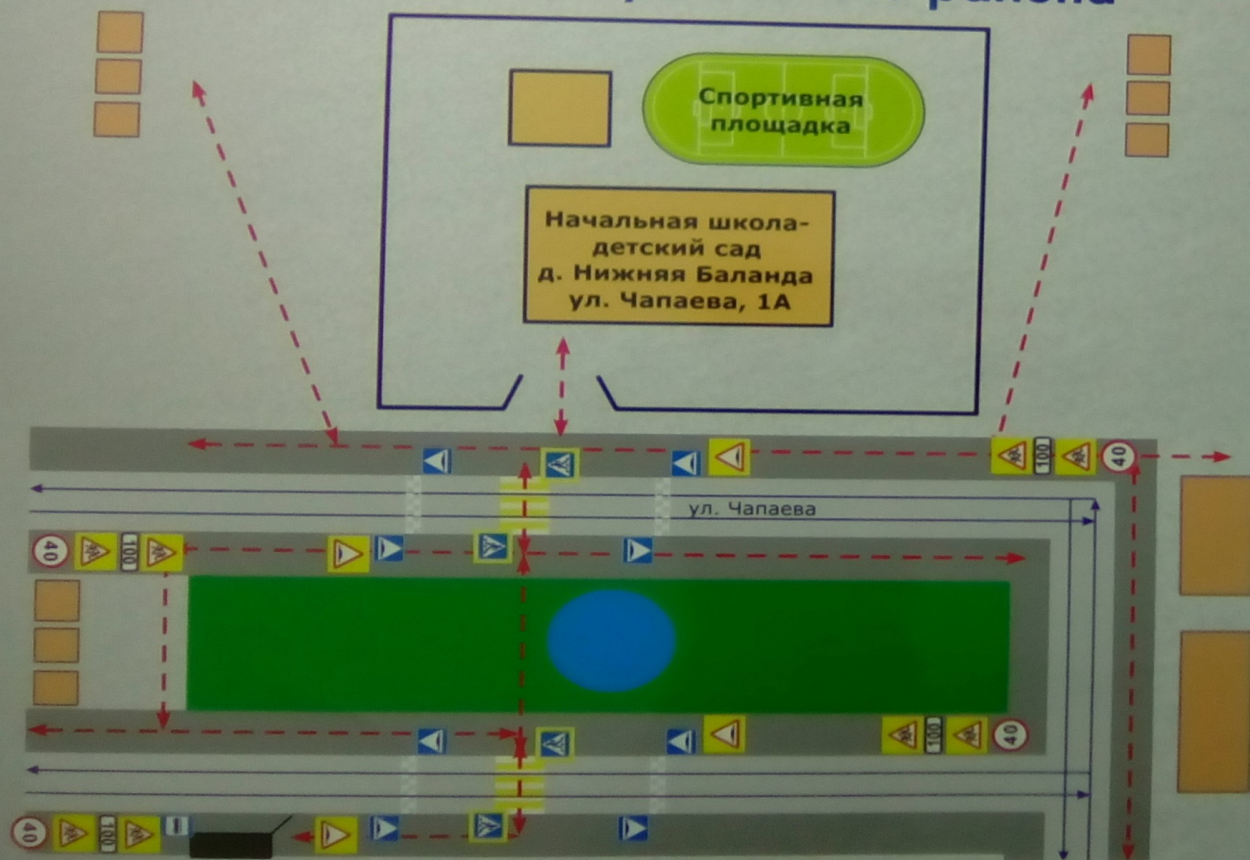 района
Спортивная
площадка
Начальная школа-
детский сад
д. Нижняя Баланда
ул. Чапаева, 1А
100
40
ул. Чапаева
40
100
100
40
40
100